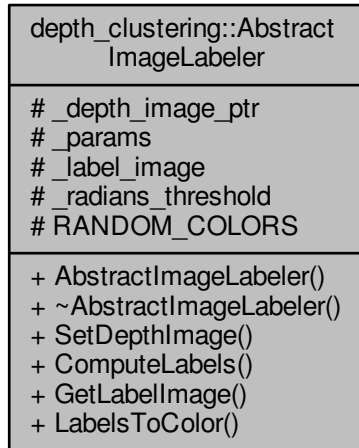 depth_clustering::Abstract
ImageLabeler
# _depth_image_ptr
# _params
# _label_image
# _radians_threshold
# RANDOM_COLORS
+ AbstractImageLabeler()
+ ~AbstractImageLabeler()
+ SetDepthImage()
+ ComputeLabels()
+ GetLabelImage()
+ LabelsToColor()